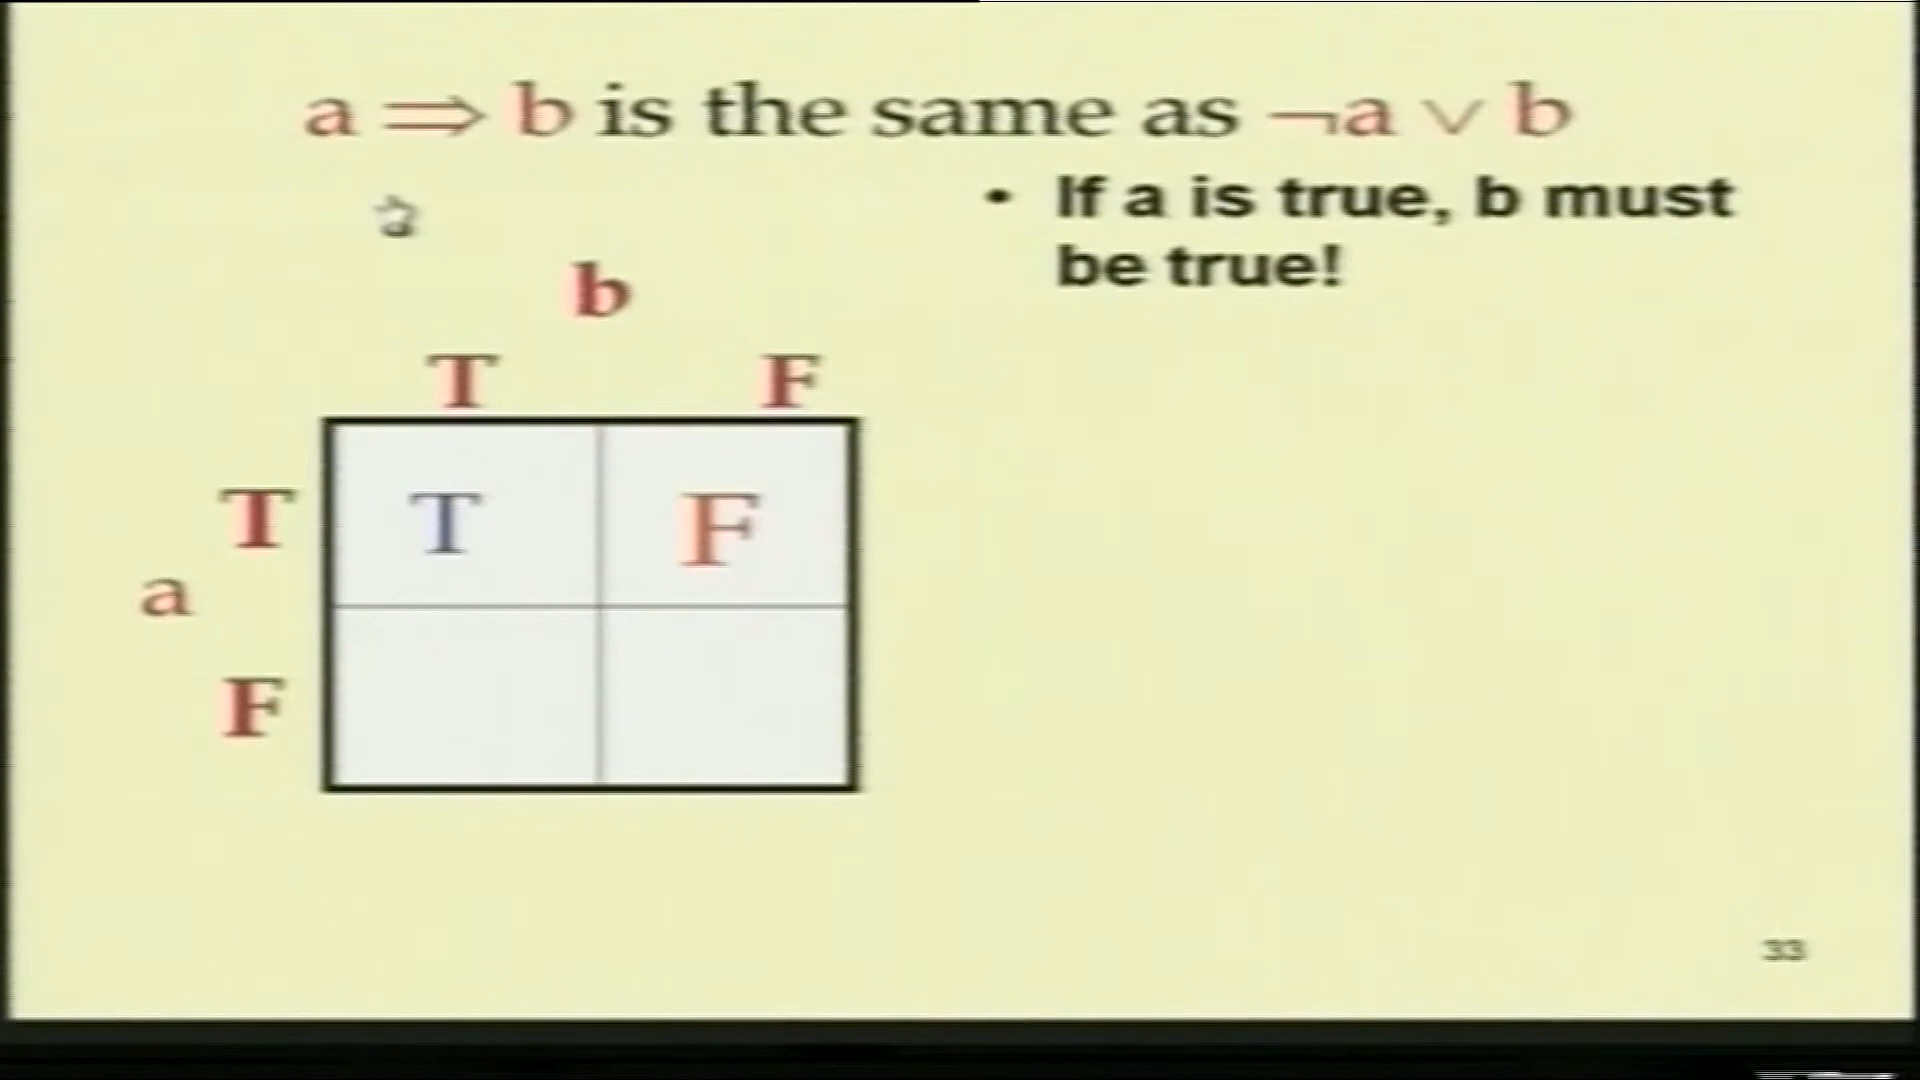 a ⇒ b is the same as ¬a ∨ b
• If a is true, b must
be true!
b
T F
T T F
a
F
33